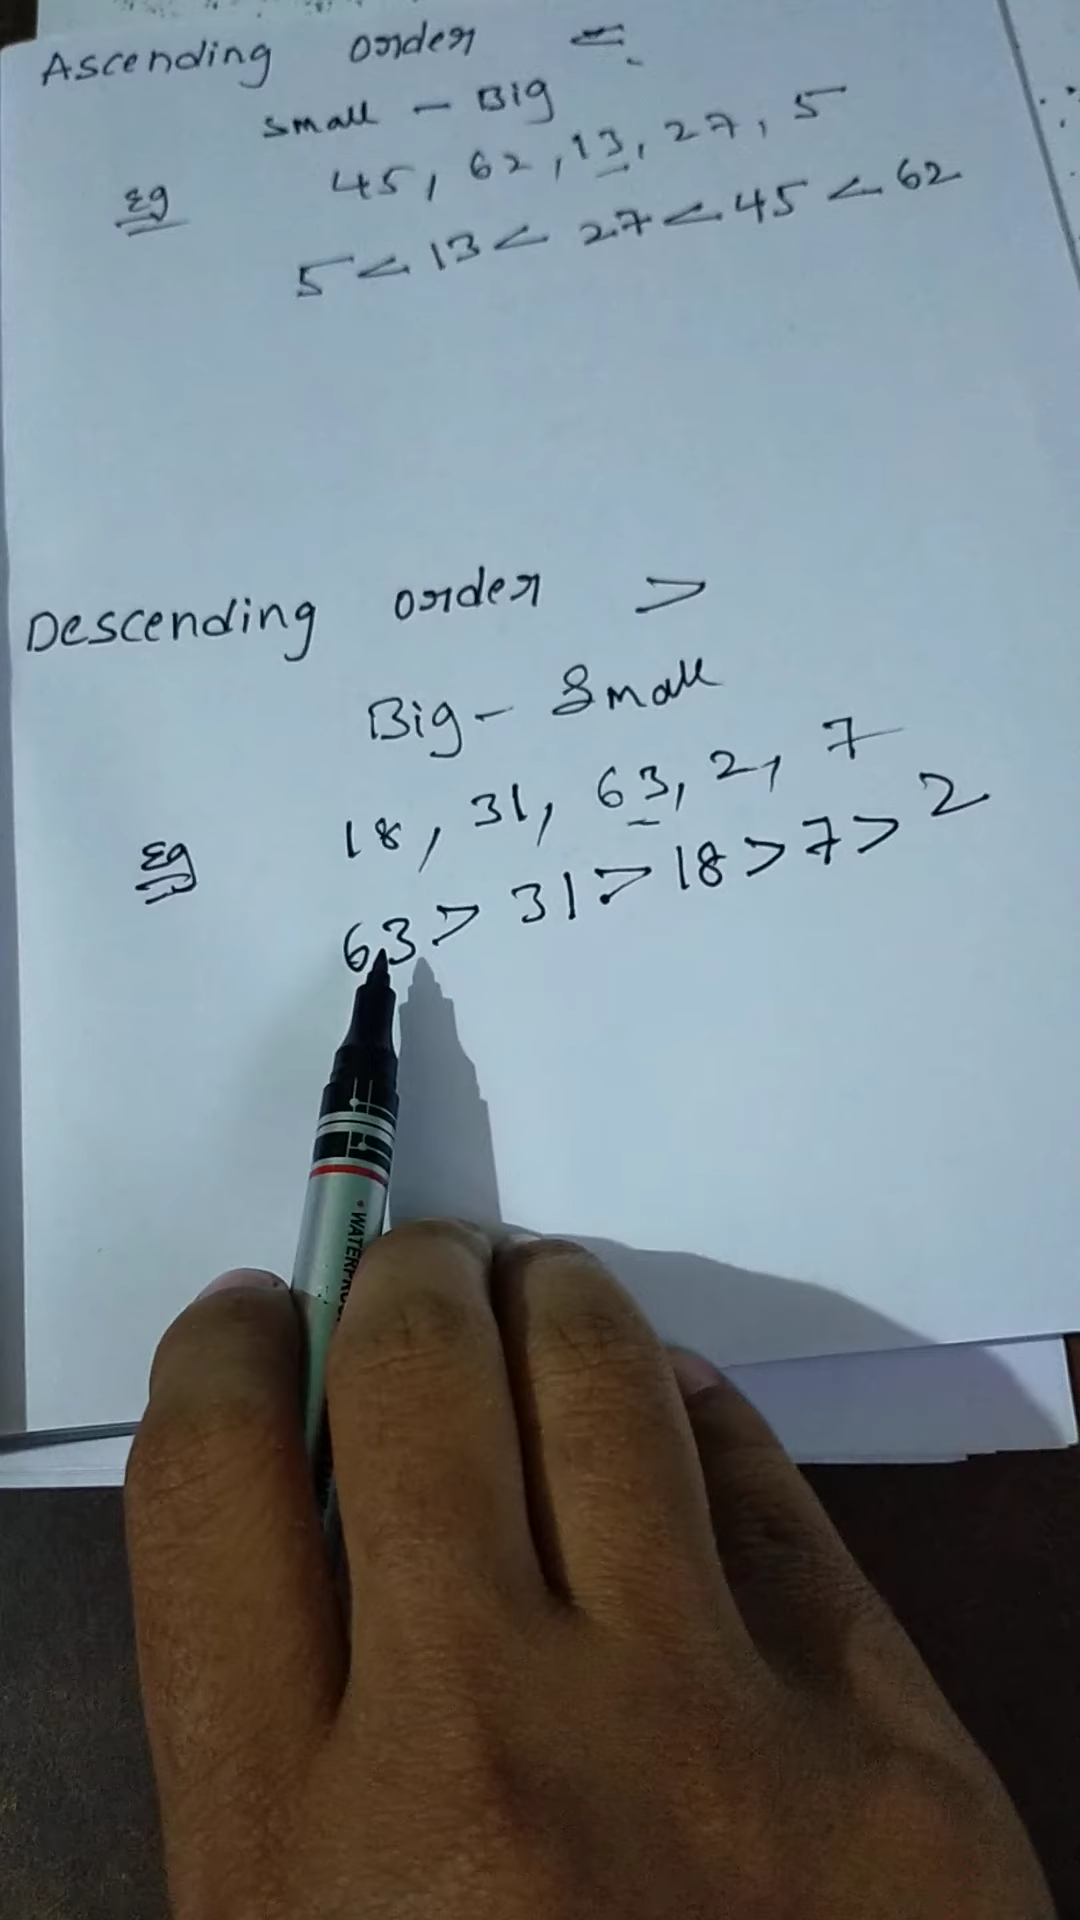 Ascending order <
Small - Big
Eg 45, 62, 13, 27, 5
5 < 13 < 27 < 45 < 62
Descending order >
Big - Small
Eg 18, 31, 63, 2, 7
63 > 31 > 18 > 7 > 2